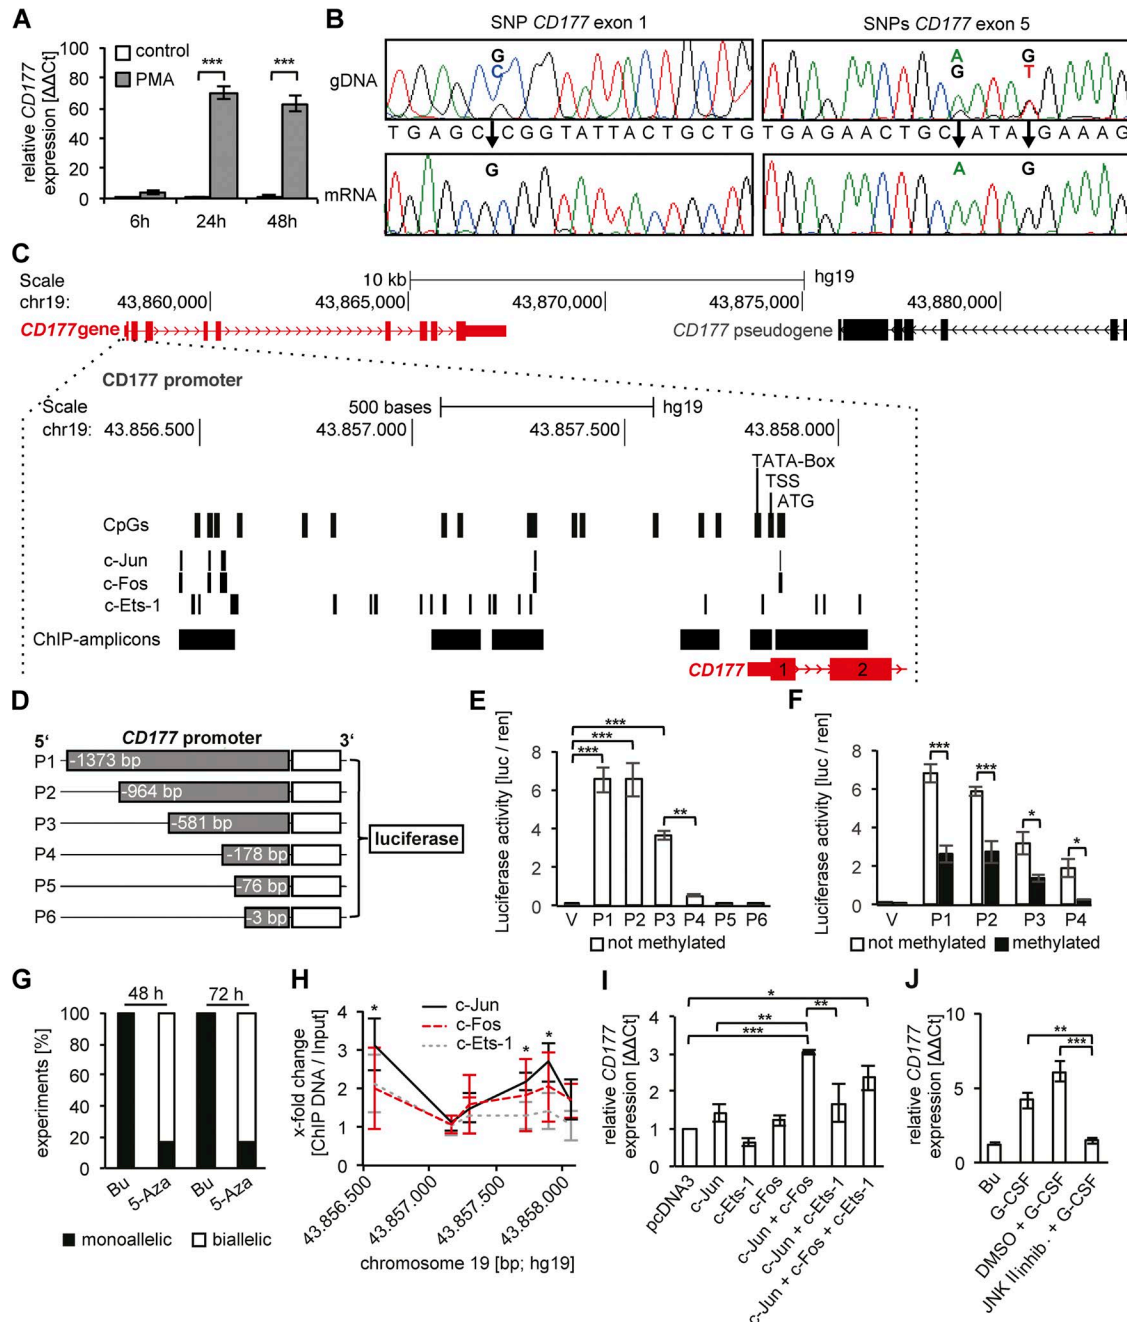 A
relative CD177 expression [ΔΔCt]
100
80
60
40
20
0
control
PMA
***
***
6h
24h
48h
B
SNP CD177 exon 1
SNPs CD177 exon 5
gDNA
G
C
A
G
G
T
T G A G C C G G T A T T A C T G C T G
T G A G A A C T G C A T A G A A A G
mRNA
G
A
G
C
Scale
10 kb
hg19
chr19:
43,860,000
43,865,000
43,870,000
43,875,000
43,880,000
CD177 gene
CD177 pseudogene
CD177 promoter
Scale
500 bases
hg19
chr19:
43.856.500
43.857.000
43.857.500
43.858.000
TATA-Box
TSS
ATG
CpGs
c-Jun
c-Fos
c-Ets-1
ChIP-amplicons
CD177
1
2
D
5‘
CD177 promoter
3‘
P1
-1373 bp
P2
-964 bp
P3
-581 bp
P4
-178 bp
P5
-76 bp
P6
-3 bp
luciferase
E
Luciferase activity [luc / ren]
8
6
4
2
0
***
***
***
**
V P1 P2 P3 P4 P5 P6
not methylated
F
Luciferase activity [luc / ren]
8
6
4
2
0
***
***
*
*
V P1 P2 P3 P4
not methylated
methylated
G
48 h
72 h
experiments [%]
100
80
60
40
20
0
Bu
5-Aza
Bu
5-Aza
monoallelic
biallelic
H
x-fold change [ChIP DNA / Input]
4
3
2
1
0
c-Jun
c-Fos
c-Ets-1
*
*
*
43.856.500
43.857.000
43.857.500
43.858.000
chromosome 19 [bp; hg19]
I
relative CD177 expression [ΔΔCt]
4
3
2
1
0
*
**
***
**
**
pcDNA3
c-Jun
c-Ets-1
c-Fos
c-Jun + c-Fos
c-Jun + c-Ets-1
c-Jun + c-Fos + c-Ets-1
J
relative CD177 expression [ΔΔCt]
10
5
0
**
***
Bu
G-CSF
DMSO + G-CSF
JNK IIinhib. + G-CSF